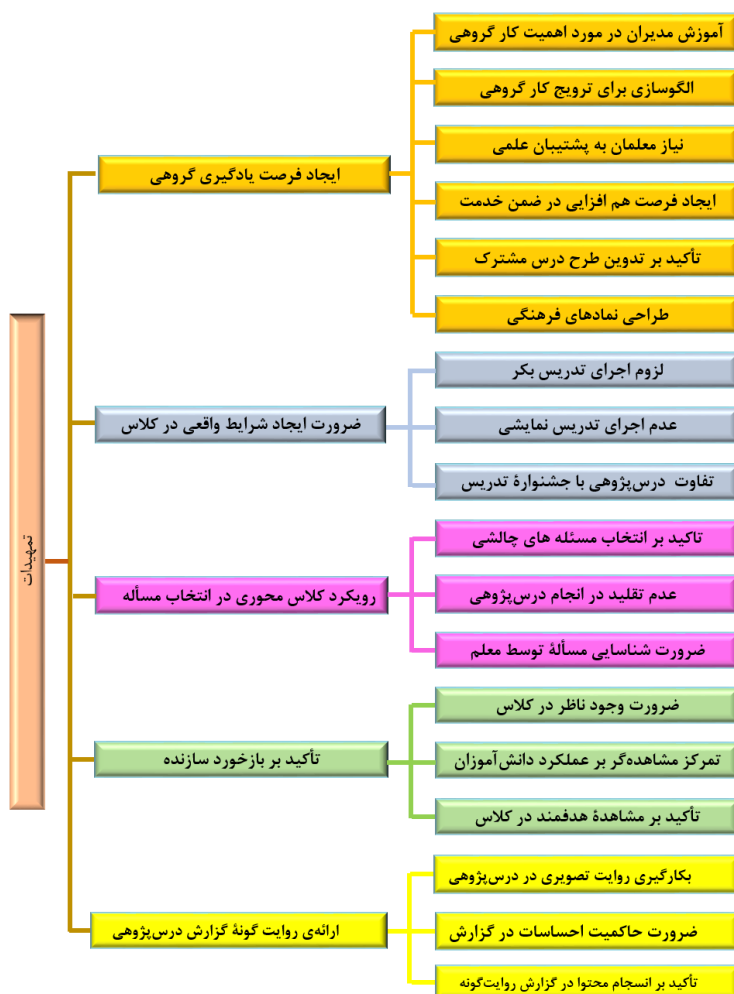 آموزش مدیران در مورد اهمیت کار گروهی
الگوسازی برای ترویج کار گروهی
نیاز معلمان به پشتیبان علمی
ایجاد فرصت یادگیری گروهی
ایجاد فرصت هم افزایی در ضمن خدمت
تأکید بر تدوین طرح درس مشترک
طراحی نمادهای فرهنگی
لزوم اجرای تدریس بکر
ضرورت ایجاد شرایط واقعی در کلاس
عدم اجرای تدریس نمایشی
تفاوت درس‌پژوهی با جشنوارهٔ تدریس
تمهیدات
تاکید بر انتخاب مسئله های چالشی
رویکرد کلاس محوری در انتخاب مسأله
عدم تقلید در انجام درس‌پژوهی
ضرورت شناسایی مسألهٔ توسط معلم
ضرورت وجود ناظر در کلاس
تأکید بر بازخورد سازنده
تمرکز مشاهده‌گر بر عملکرد دانش‌آموزان
تأکید بر مشاهدهٔ هدفمند در کلاس
بکارگیری روایت تصویری در درس‌پژوهی
ارائه‌ی روایت گونهٔ گزارش درس‌پژوهی
ضرورت حاکمیت احساسات در گزارش
تأکید بر انسجام محتوا در گزارش روایت‌گونه